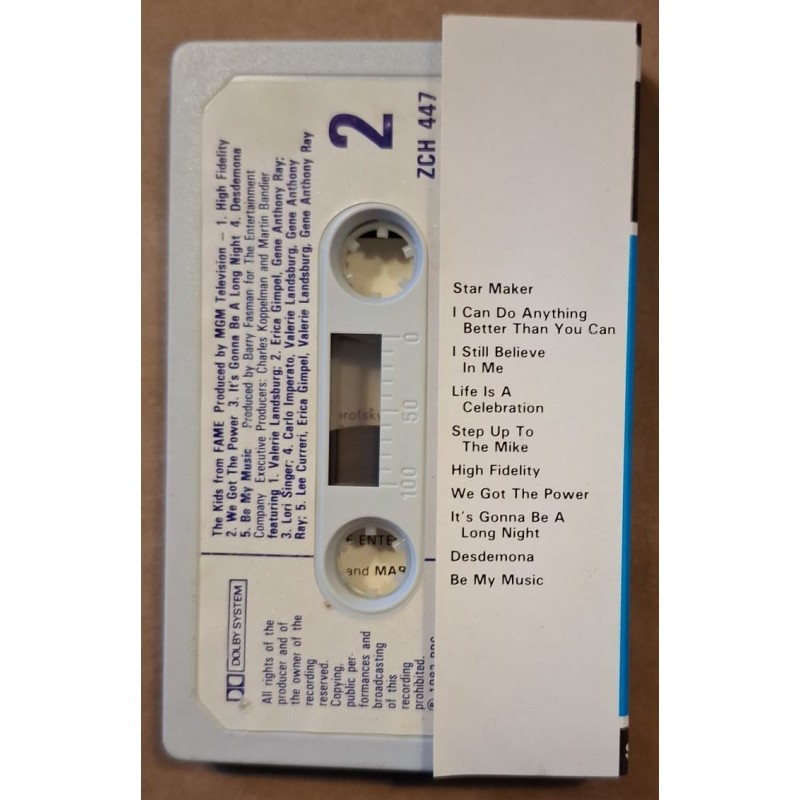 The Kids from FAME Produced by MGM Television – 1. High Fidelity
2. We Got The Power 3. It's Gonna Be A Long Night 4. Desdemona
5. Be My Music Produced by Barry Fasman for The Entertainment
Company Executive Producers: Charles Koppelman and Martin Bandier
featuring 1. Valerie Landsburg; 2. Erica Gimpel, Gene Anthony Ray;
3. Lori Singer; 4. Carlo Imperato, Valerie Landsburg, Gene Anthony
Ray; 5. Lee Curreri, Erica Gimpel, Valerie Landsburg, Gene Anthony Ray
2
ZCH 447
0
50
100
ENTE
and MAR
DOLBY SYSTEM
All rights of the
producer and of
the owner of the
recording
reserved.
Copying,
public per-
formances and
broadcasting
of this
recording
prohibited.
Star Maker
I Can Do Anything
Better Than You Can
I Still Believe
In Me
Life Is A
Celebration
Step Up To
The Mike
High Fidelity
We Got The Power
It's Gonna Be A
Long Night
Desdemona
Be My Music